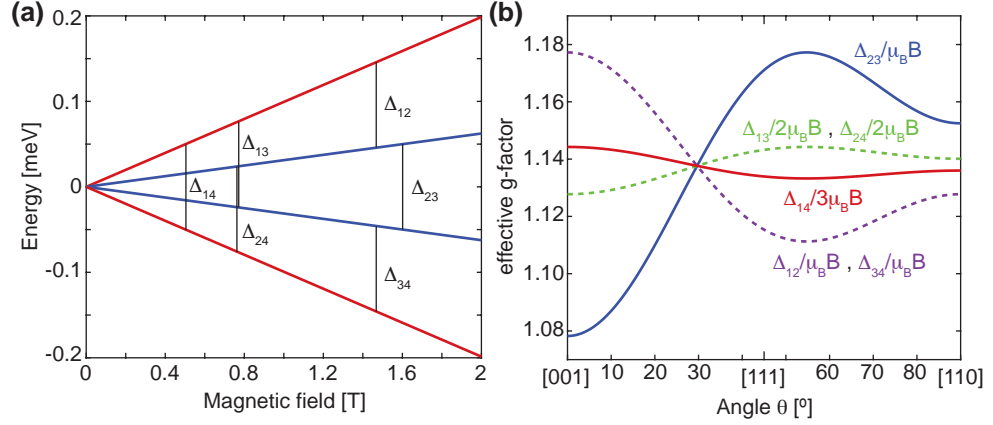 (a)
0.2
0.1
0
-0.1
-0.2
Energy [meV]
Δ12
Δ13
Δ14
Δ23
Δ24
Δ34
0 0.4 0.8 1.2 1.6 2
Magnetic field [T]
(b)
1.18
1.16
1.14
1.12
1.10
1.08
effective g-factor
Δ23/μBB
Δ13/2μBB , Δ24/2μBB
Δ14/3μBB
Δ12/μBB , Δ34/μBB
[001] 10 20 30 [111] 60 70 80 [110]
Angle θ [º]